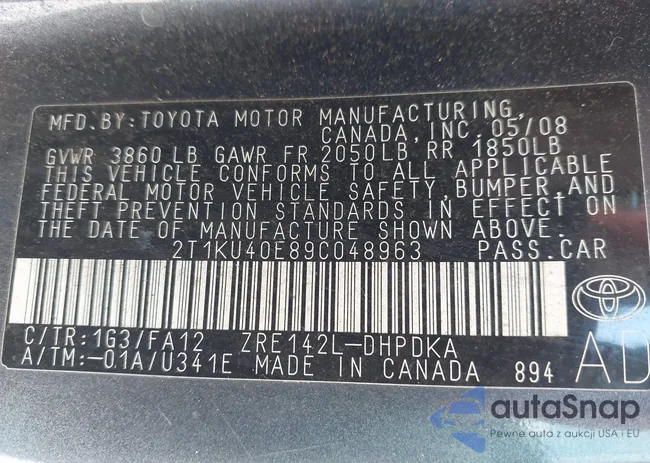 MFD.BY:TOYOTA MOTOR MANUFACTURING,
CANADA,INC. 05/08
GVWR 3860 LB GAWR FR 2050LB, RR 1850LB
THIS VEHICLE CONFORMS TO ALL APPLICABLE
FEDERAL MOTOR VEHICLE SAFETY,BUMPER,AND
THEFT PREVENTION STANDARDS IN EFFECT ON
THE DATE OF MANUFACTURE SHOWN ABOVE.
2T1KU40E89C048963 PASS.CAR
C/TR:1G3/FA12 ZRE142L-DHPDKA
A/TM:-01A/U341E MADE IN CANADA 894
AD
autoSnap
Pewne auta z aukcji USA i EU